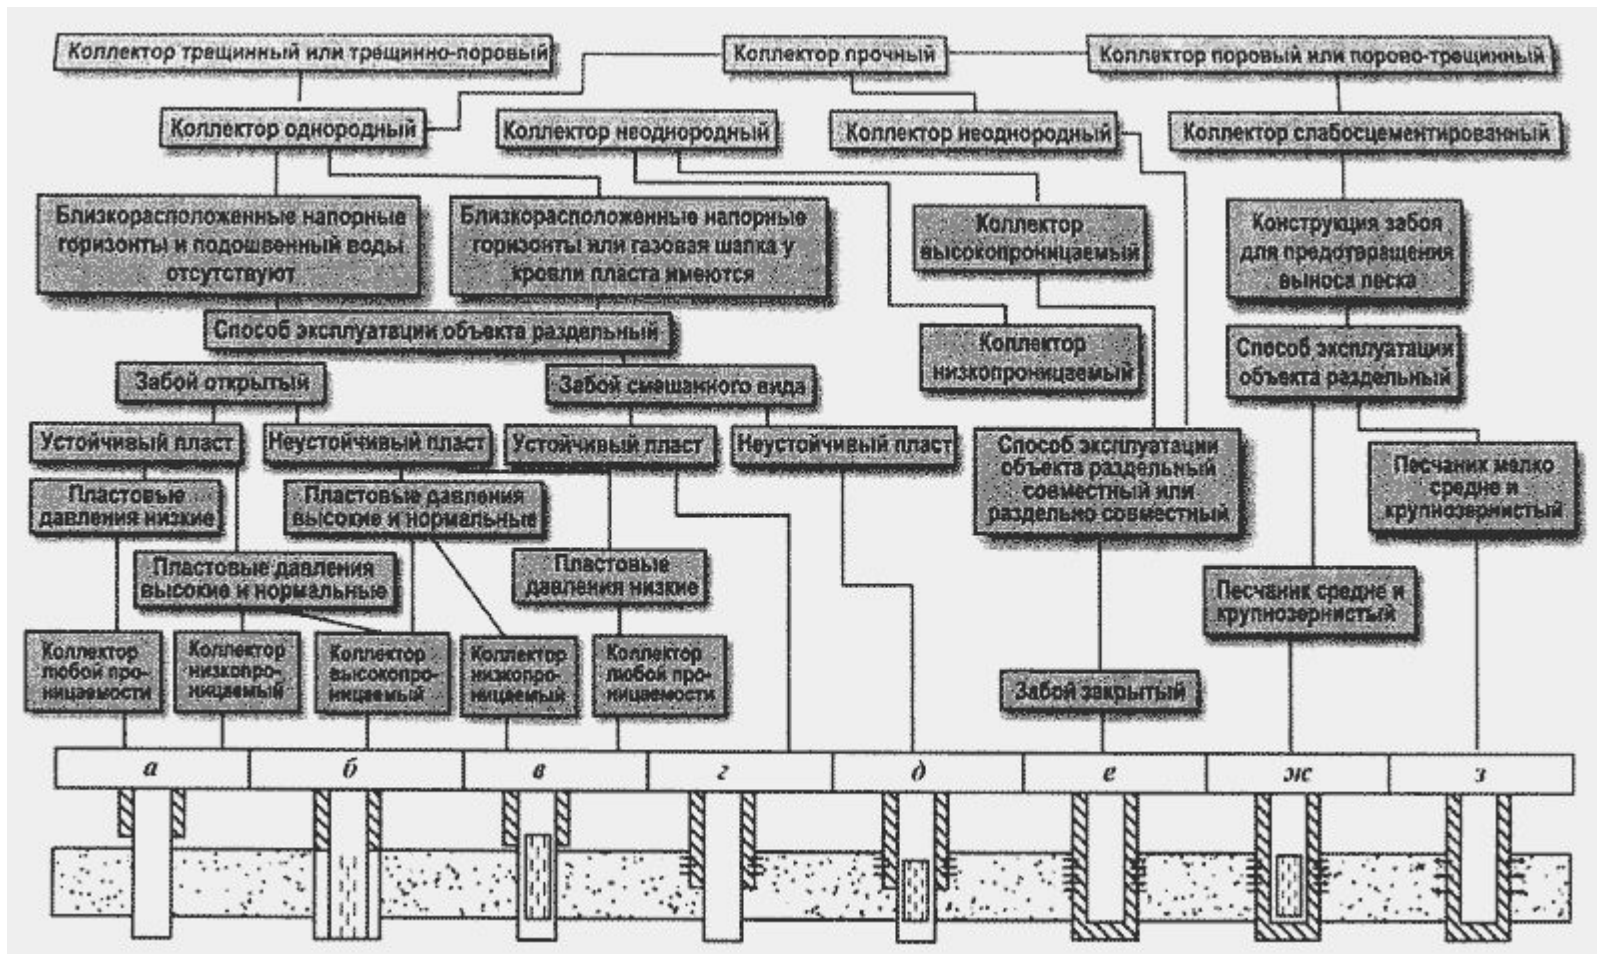 Коллектор трещинный или трещинно-поровый
Коллектор прочный
Коллектор поровый или порово-трещинный
Коллектор однородный
Коллектор неоднородный
Коллектор неоднородный
Коллектор слабосцементированный
Близкорасположенные напорные
горизонты и подошвенный воды
отсутствуют
Близкорасположенные напорные
горизонты или газовая шапка у
кровли пласта имеются
Коллектор
высокопроницаемый
Конструкция забоя
для предотвращения
выноса песка
Способ эксплуатации объекта раздельный
Коллектор
низкопроницаемый
Способ эксплуатации
объекта раздельный
Забой открытый
Забой смешанного вида
Устойчивый пласт
Неустойчивый пласт
Устойчивый пласт
Неустойчивый пласт
Способ эксплуатации
объекта раздельный
совместный или
раздельно совместный
Песчаник мелко
средне и
крупнозернистый
Пластовые
давления низкие
Пластовые давления
высокие и нормальные
Пластовые давления
высокие и нормальные
Пластовые
давления низкие
Песчаник средне и
крупнозернистый
Коллектор
любой про-
ницаемости
Коллектор
низкопро-
ницаемый
Коллектор
высокопро-
ницаемый
Коллектор
низкопро-
ницаемый
Коллектор
любой про-
ницаемости
Забой закрытый
а
б
в
г
д
е
ж
з